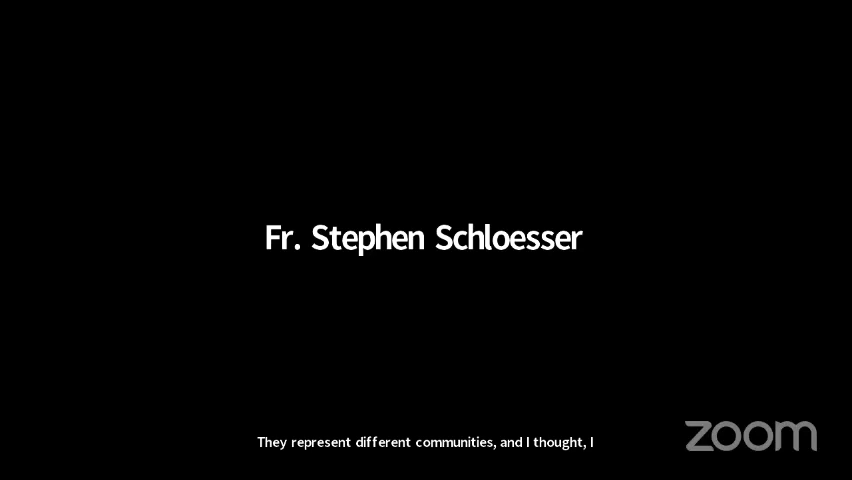 Fr. Stephen Schloesser
They represent different communities, and I thought, I
zoom